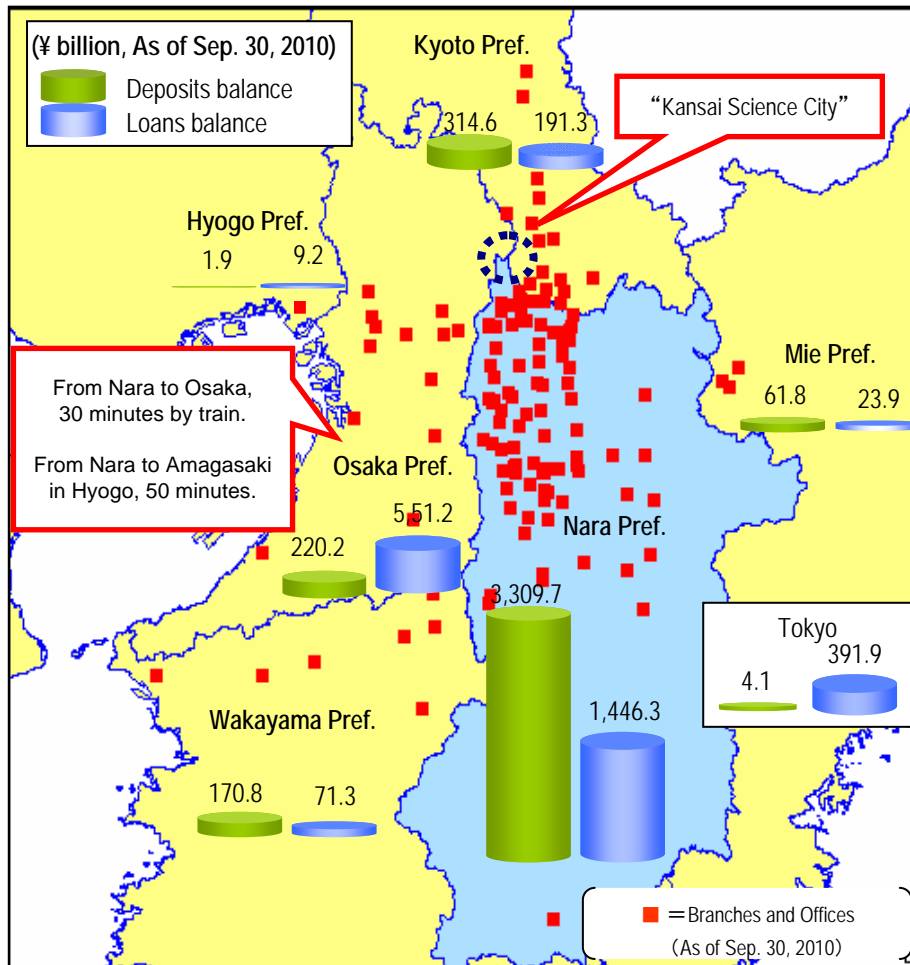 (¥ billion, As of Sep. 30, 2010)
Deposits balance
Loans balance
Kyoto Pref.
314.6
191.3
“Kansai Science City”
Hyogo Pref.
1.9
9.2
From Nara to Osaka,
30 minutes by train.
From Nara to Amagasaki
in Hyogo, 50 minutes.
Mie Pref.
61.8
23.9
Osaka Pref.
220.2
5,51.2
Nara Pref.
3,309.7
1,446.3
Tokyo
4.1
391.9
Wakayama Pref.
170.8
71.3
＝Branches and Offices
（As of Sep. 30, 2010）